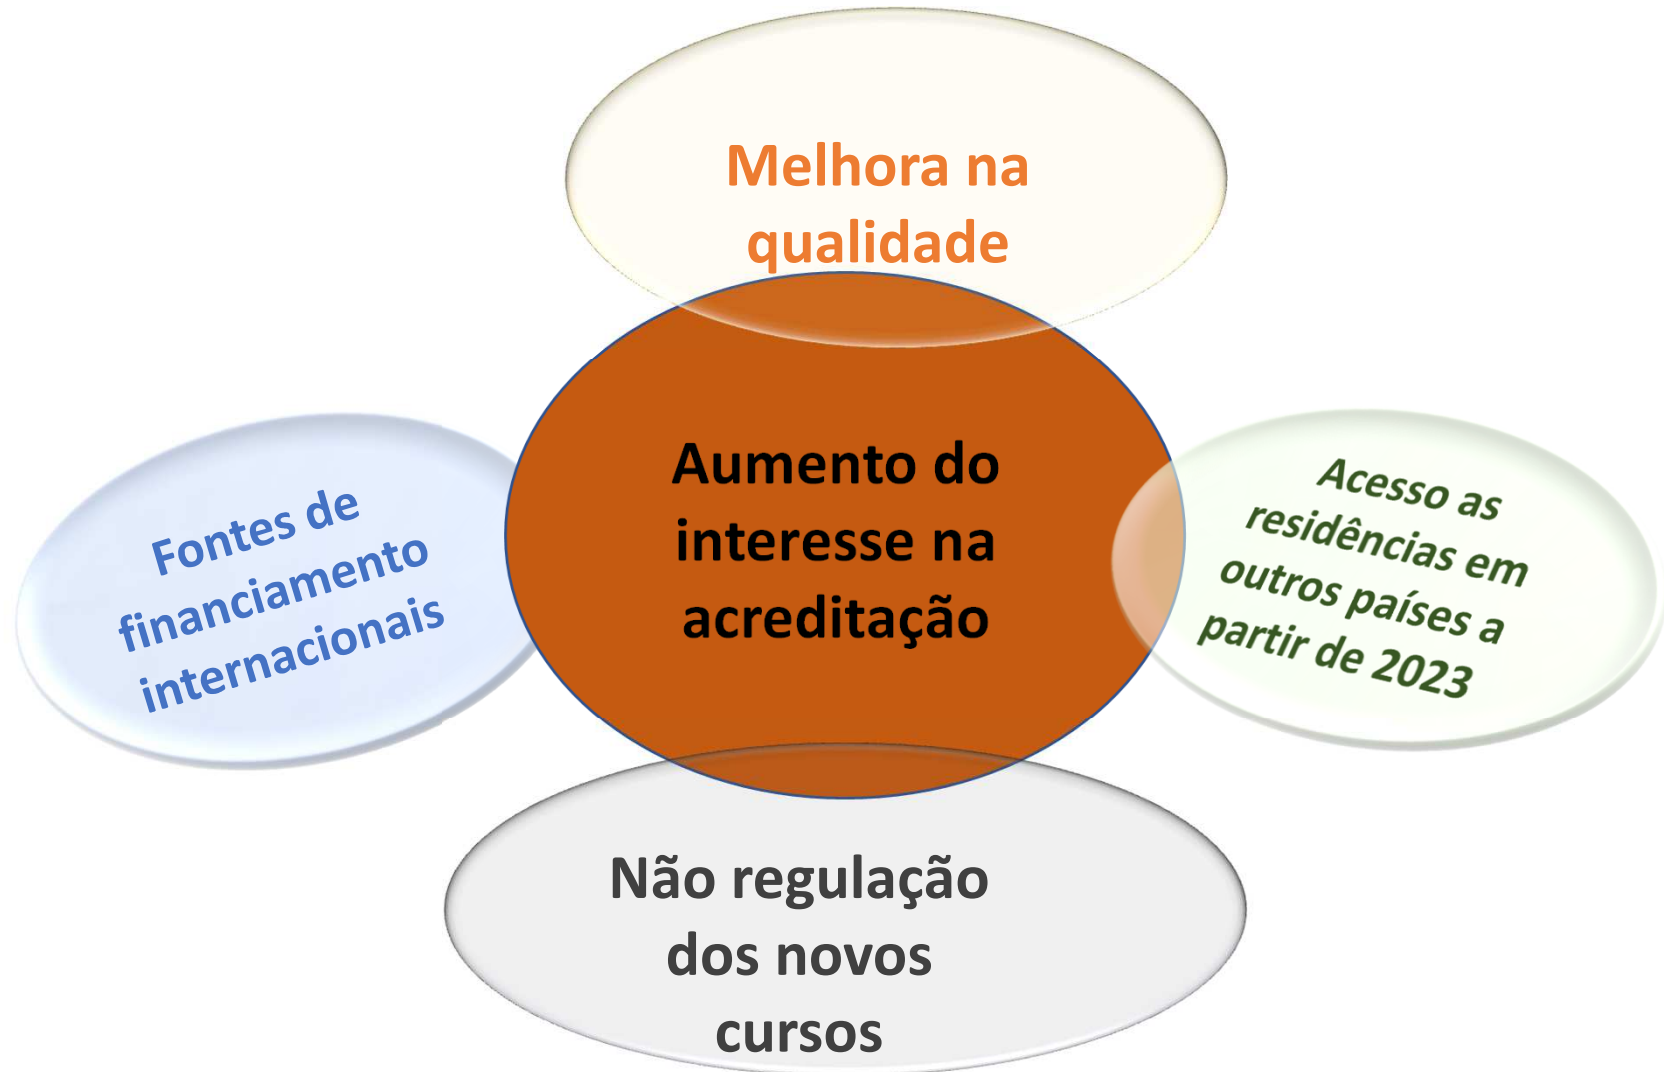 Melhora na
qualidade
Aumento do
interesse na
acreditação
Fontes de
financiamento
internacionais
Acesso as
residências em
outros países a
partir de 2023
Não regulação
dos novos
cursos